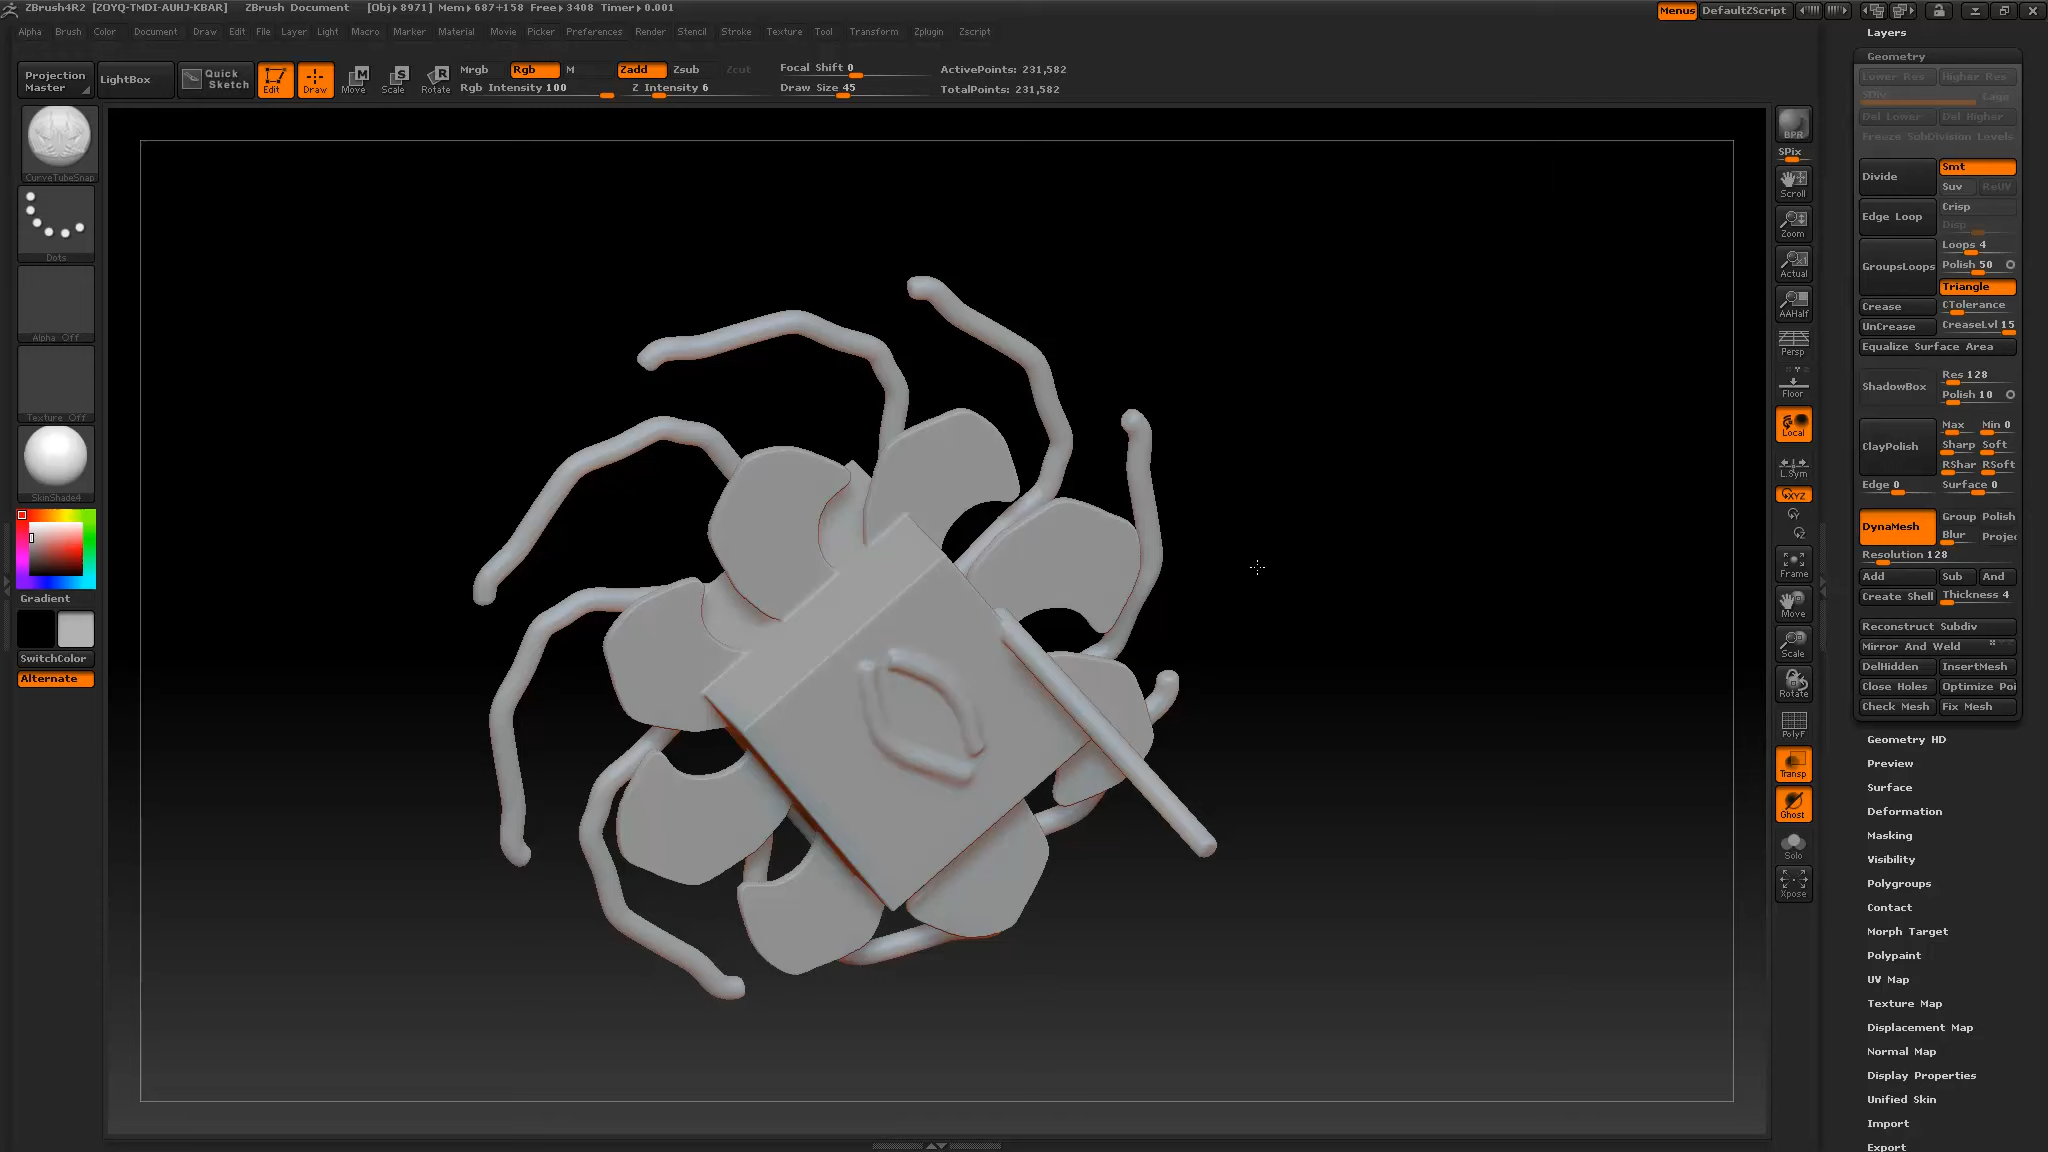 ZBrush4R2 [ZOYQ-TMDI-AUHJ-KBAR] ZBrush Document [Obj▸8971] Mem▸687+158 Free▸3408 Timer▸0.001 Menus DefaultZScript
Alpha Brush Color Document Draw Edit File Layer Light Macro Marker Material Movie Picker Preferences Render Stencil Stroke Texture Tool Transform Zplugin Zscript
Projection Master
LightBox
Quick Sketch
Edit
Draw
Move
Scale
Rotate
Mrgb Rgb M Zadd Zsub Zcut
Rgb Intensity 100 Z Intensity 6
Focal Shift 0
Draw Size 45
ActivePoints: 231,582
TotalPoints: 231,582
CurveTubeSnap
Dots
Alpha Off
Texture Off
SkinShade4
Gradient
SwitchColor
Alternate
BPR
SPix
Scroll
Zoom
Actual
AAHalf
Persp
Floor
Local
L.Sym
XYZ
Frame
Move
Scale
Rotate
PolyF
Transp
Ghost
Solo
Xpose
Layers
Geometry
Lower Res Higher Res
SDiv Cage
Del Lower Del Higher
Freeze SubDivision Levels
Divide Smt
Suv ReUV
Edge Loop Crisp
Disp
GroupsLoops Loops 4
Polish 50
Triangle
Crease CTolerance
UnCrease CreaseLvl 15
Equalize Surface Area
ShadowBox Res 128
Polish 10
ClayPolish Max Min 0
Sharp Soft
RShar RSoft
Edge 0 Surface 0
DynaMesh Group Polish
Blur Projec
Resolution 128
Add Sub And
Create Shell Thickness 4
Reconstruct Subdiv
Mirror And Weld
DelHidden InsertMesh
Close Holes Optimize Poi
Check Mesh Fix Mesh
Geometry HD
Preview
Surface
Deformation
Masking
Visibility
Polygroups
Contact
Morph Target
Polypaint
UV Map
Texture Map
Displacement Map
Normal Map
Display Properties
Unified Skin
Import
Export